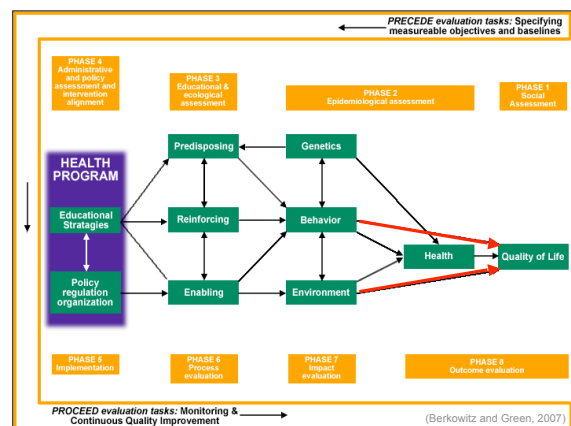 PRECEDE evaluation tasks: Specifying
measureable objectives and baselines
PHASE 4
Administrative
and policy
assessment and
intervention
alignment
PHASE 3
Educational &
ecological
assessment
PHASE 2
Epidemiological assessment
PHASE 1
Social
Assessment
HEALTH
PROGRAM
Educational
Stratagies
Policy
regulation
organization
Predisposing
Reinforcing
Enabling
Genetics
Behavior
Environment
Health
Quality of Life
PHASE 5
Implementation
PHASE 6
Process
evaluation
PHASE 7
Impact
evaluation
PHASE 8
Outcome evaluation
PROCEED evaluation tasks: Monitoring &
Continuous Quality Improvement
(Berkowitz and Green, 2007)